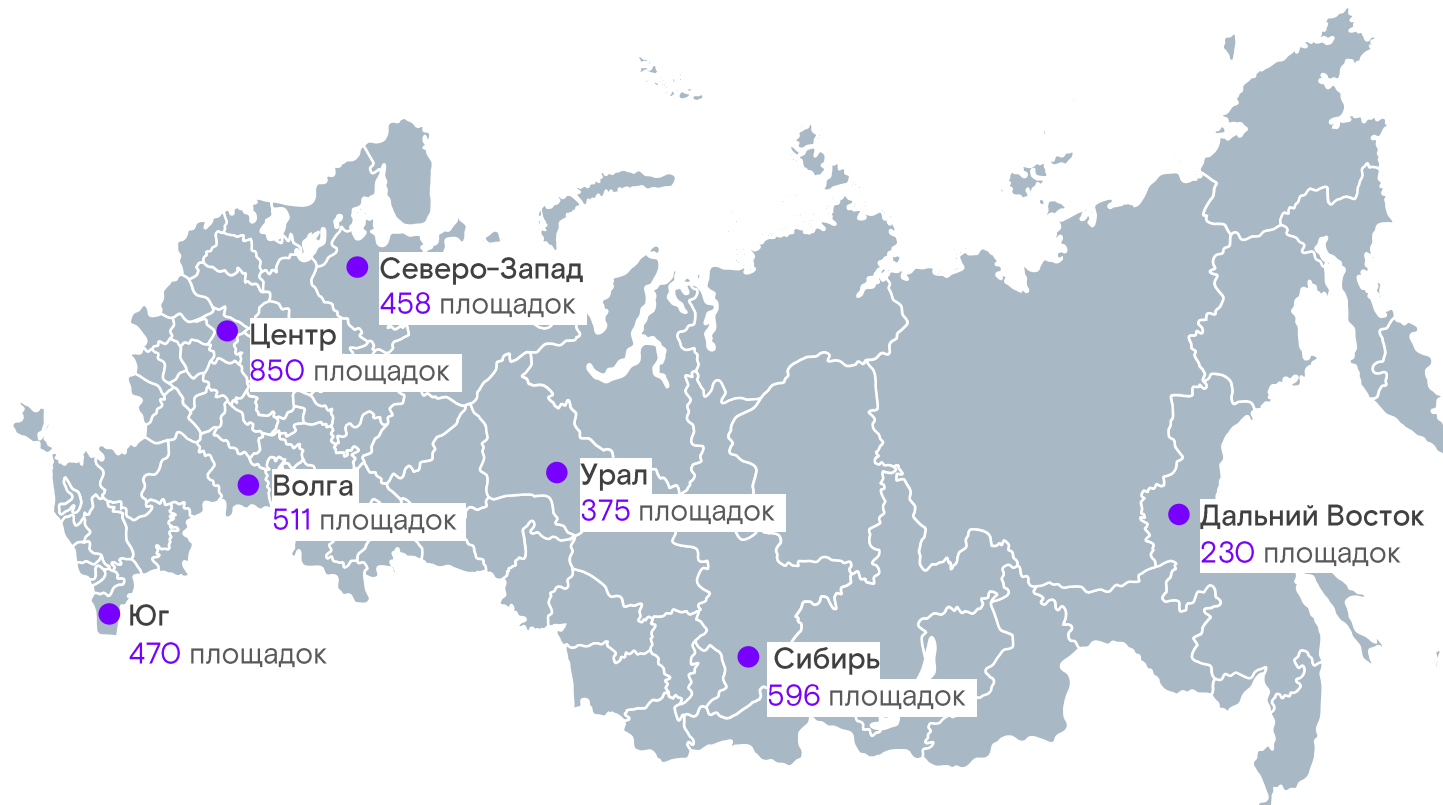 Северо-Запад
458 площадок
Центр
850 площадок
Урал
375 площадок
Волга
511 площадок
Дальний Восток
230 площадок
Юг
470 площадок
Сибирь
596 площадок